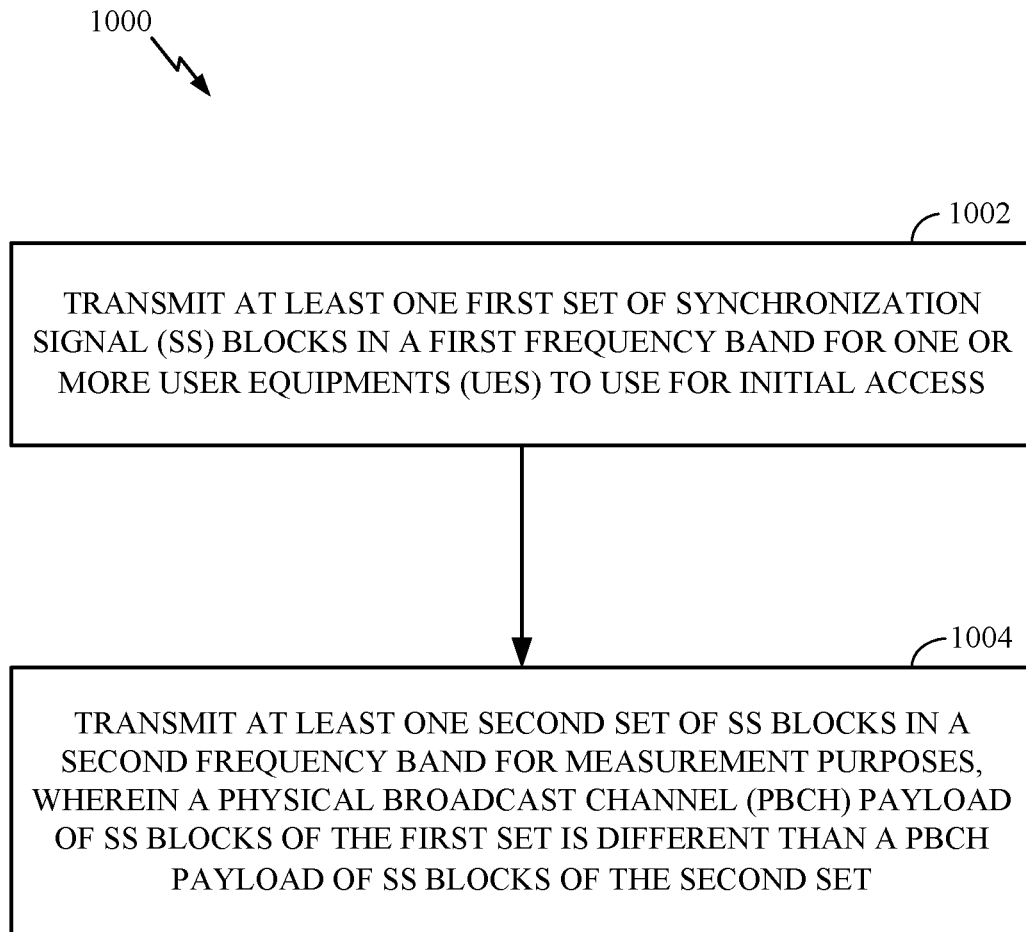 1000
1002
TRANSMIT AT LEAST ONE FIRST SET OF SYNCHRONIZATION
SIGNAL (SS) BLOCKS IN A FIRST FREQUENCY BAND FOR ONE OR
MORE USER EQUIPMENTS (UES) TO USE FOR INITIAL ACCESS
1004
TRANSMIT AT LEAST ONE SECOND SET OF SS BLOCKS IN A
SECOND FREQUENCY BAND FOR MEASUREMENT PURPOSES,
WHEREIN A PHYSICAL BROADCAST CHANNEL (PBCH) PAYLOAD
OF SS BLOCKS OF THE FIRST SET IS DIFFERENT THAN A PBCH
PAYLOAD OF SS BLOCKS OF THE SECOND SET